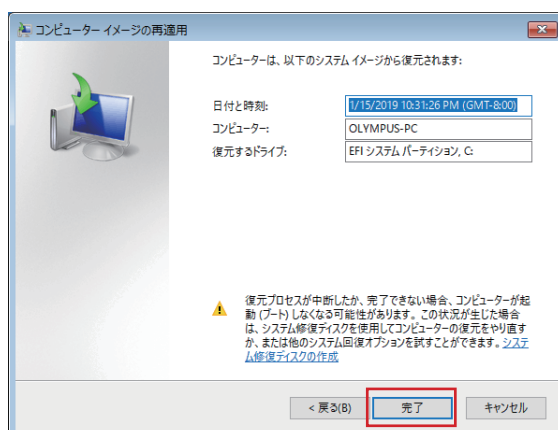 コンピューター イメージの再適用
コンピューターは、以下のシステム イメージから復元されます:
日付と時刻: 1/15/2019 10:31:26 PM (GMT-8:00)
コンピューター: OLYMPUS-PC
復元するドライブ: EFI システム パーティション, C:
復元プロセスが中断したか、完了できない場合、コンピューターが起
動 (ブート) しなくなる可能性があります。この状況が生じた場合
は、システム修復ディスクを使用してコンピューターの復元をやり直す
か、または他のシステム回復オプションを試すことができます。システ
ム修復ディスクの作成
< 戻る(B) 完了 キャンセル